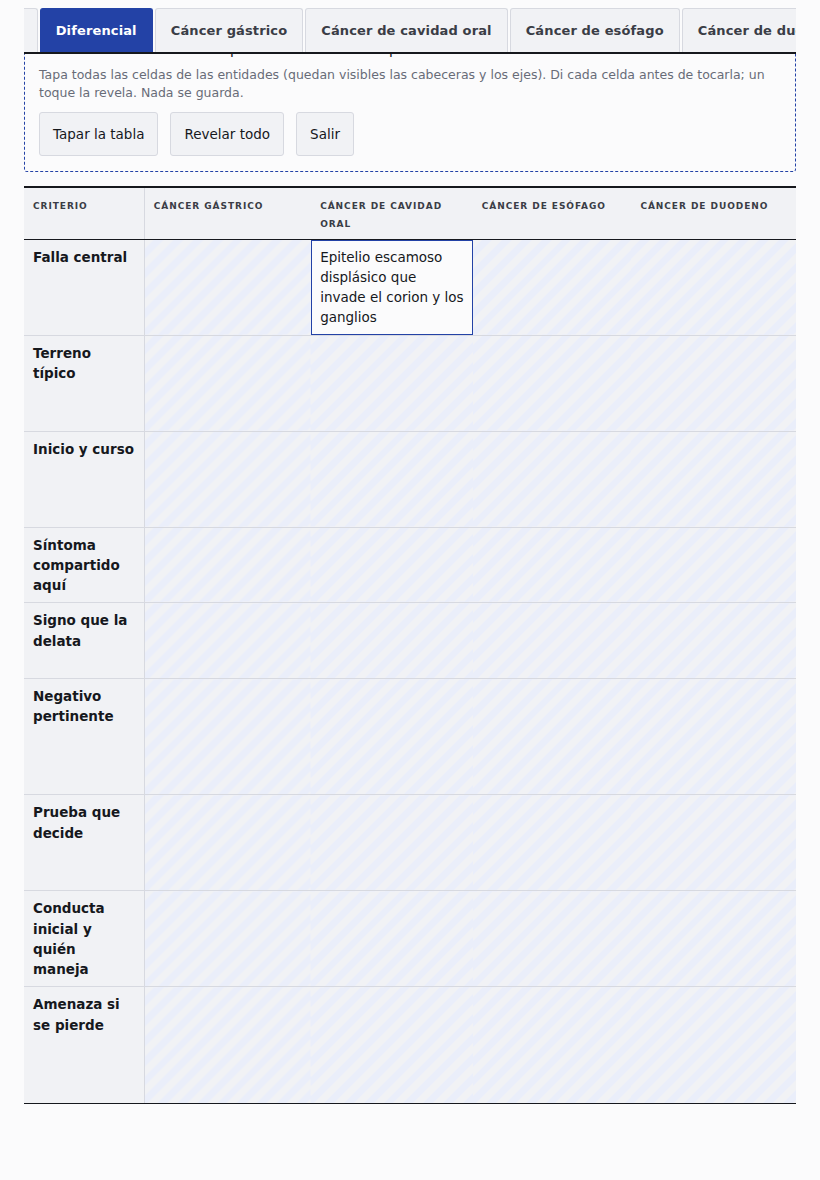 Diferencial
Cáncer gástrico
Cáncer de cavidad oral
Cáncer de esófago
Cáncer de du
Tapa todas las celdas de las entidades (quedan visibles las cabeceras y los ejes). Di cada celda antes de tocarla; un
toque la revela. Nada se guarda.
Tapar la tabla
Revelar todo
Salir
CRITERIO
CÁNCER GÁSTRICO
CÁNCER DE CAVIDAD
ORAL
CÁNCER DE ESÓFAGO
CÁNCER DE DUODENO
Falla central
Epitelio escamoso
displásico que
invade el corion y los
ganglios
Terreno
típico
Inicio y curso
Síntoma
compartido
aquí
Signo que la
delata
Negativo
pertinente
Prueba que
decide
Conducta
inicial y
quién
maneja
Amenaza si
se pierde